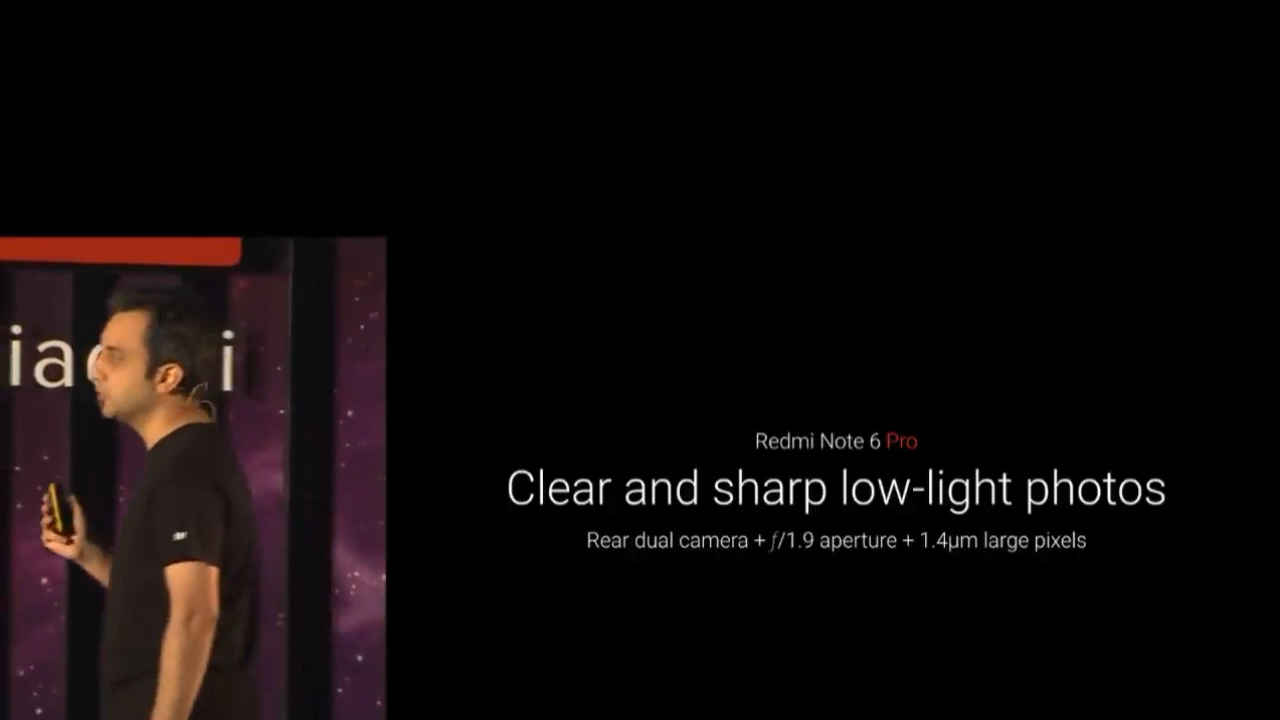 iao i
Redmi Note 6 Pro
Clear and sharp low-light photos
Rear dual camera + f/1.9 aperture + 1.4µm large pixels